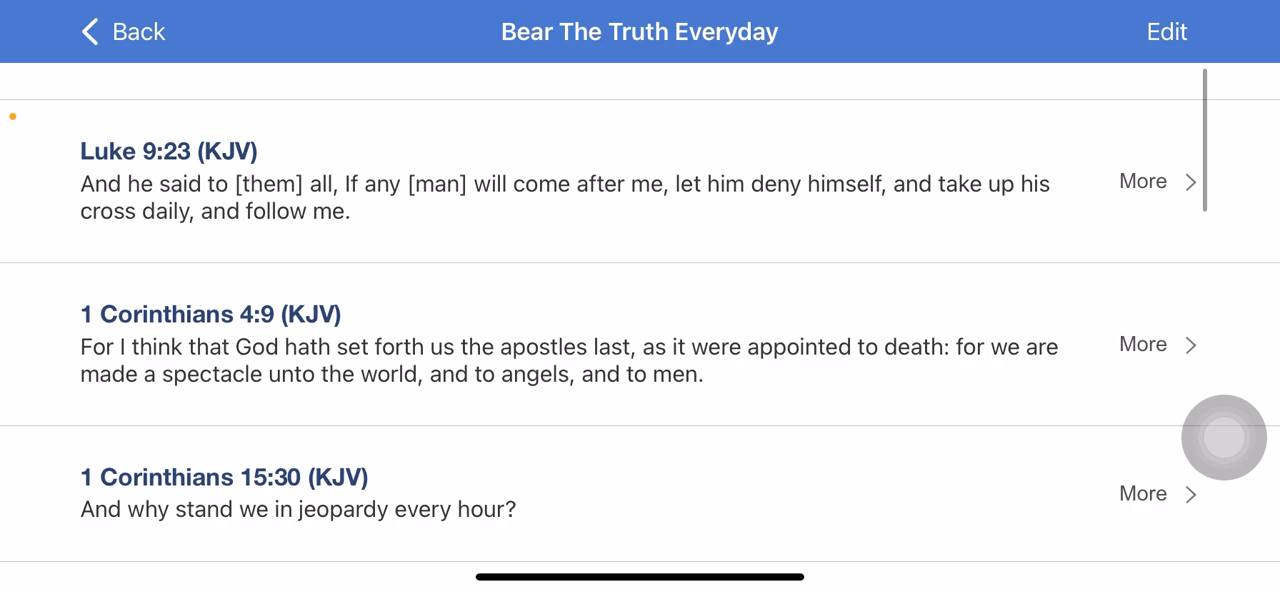 Back
Bear The Truth Everyday
Edit
Luke 9:23 (KJV)
And he said to [them] all, If any [man] will come after me, let him deny himself, and take up his
cross daily, and follow me.
More
1 Corinthians 4:9 (KJV)
For I think that God hath set forth us the apostles last, as it were appointed to death: for we are
made a spectacle unto the world, and to angels, and to men.
More
1 Corinthians 15:30 (KJV)
And why stand we in jeopardy every hour?
More